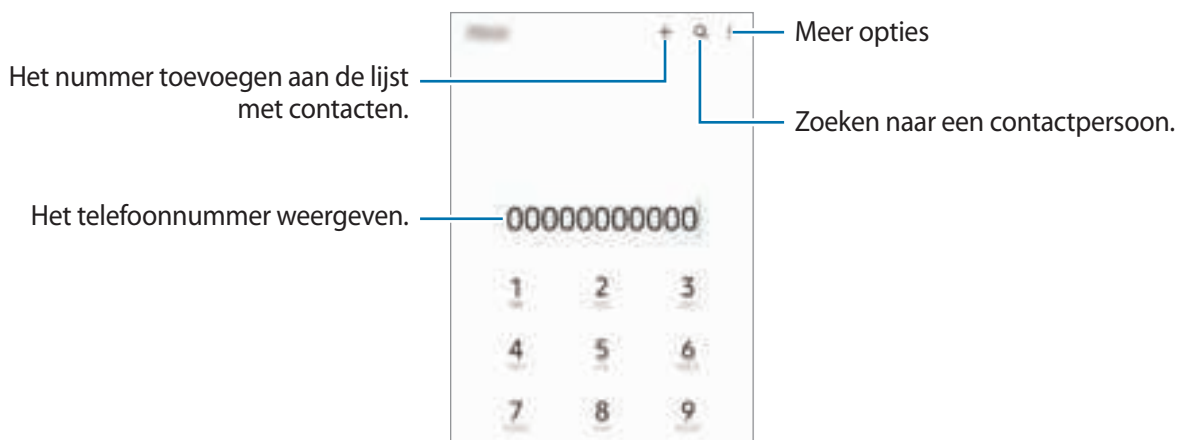 Meer opties
Het nummer toevoegen aan de lijst
met contacten.
Zoeken naar een contactpersoon.
Het telefoonnummer weergeven.
00000000000
1 2 3
4 5 6
7 8 9